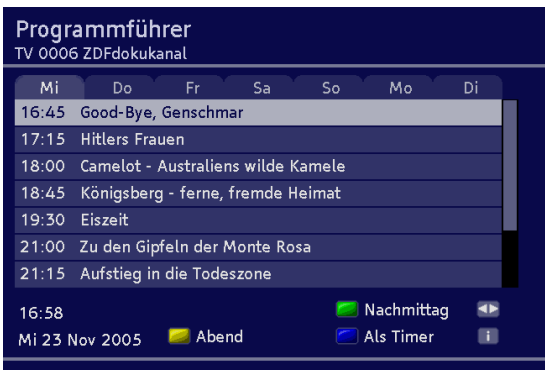 Programmführer
TV 0006 ZDFdokukanal
Mi Do Fr Sa So Mo Di
16:45 Good-Bye, Genschmar
17:15 Hitlers Frauen
18:00 Camelot - Australiens wilde Kamele
18:45 Königsberg - ferne, fremde Heimat
19:30 Eiszeit
21:00 Zu den Gipfeln der Monte Rosa
21:15 Aufstieg in die Todeszone
16:58 Nachmittag
Mi 23 Nov 2005 Abend Als Timer i